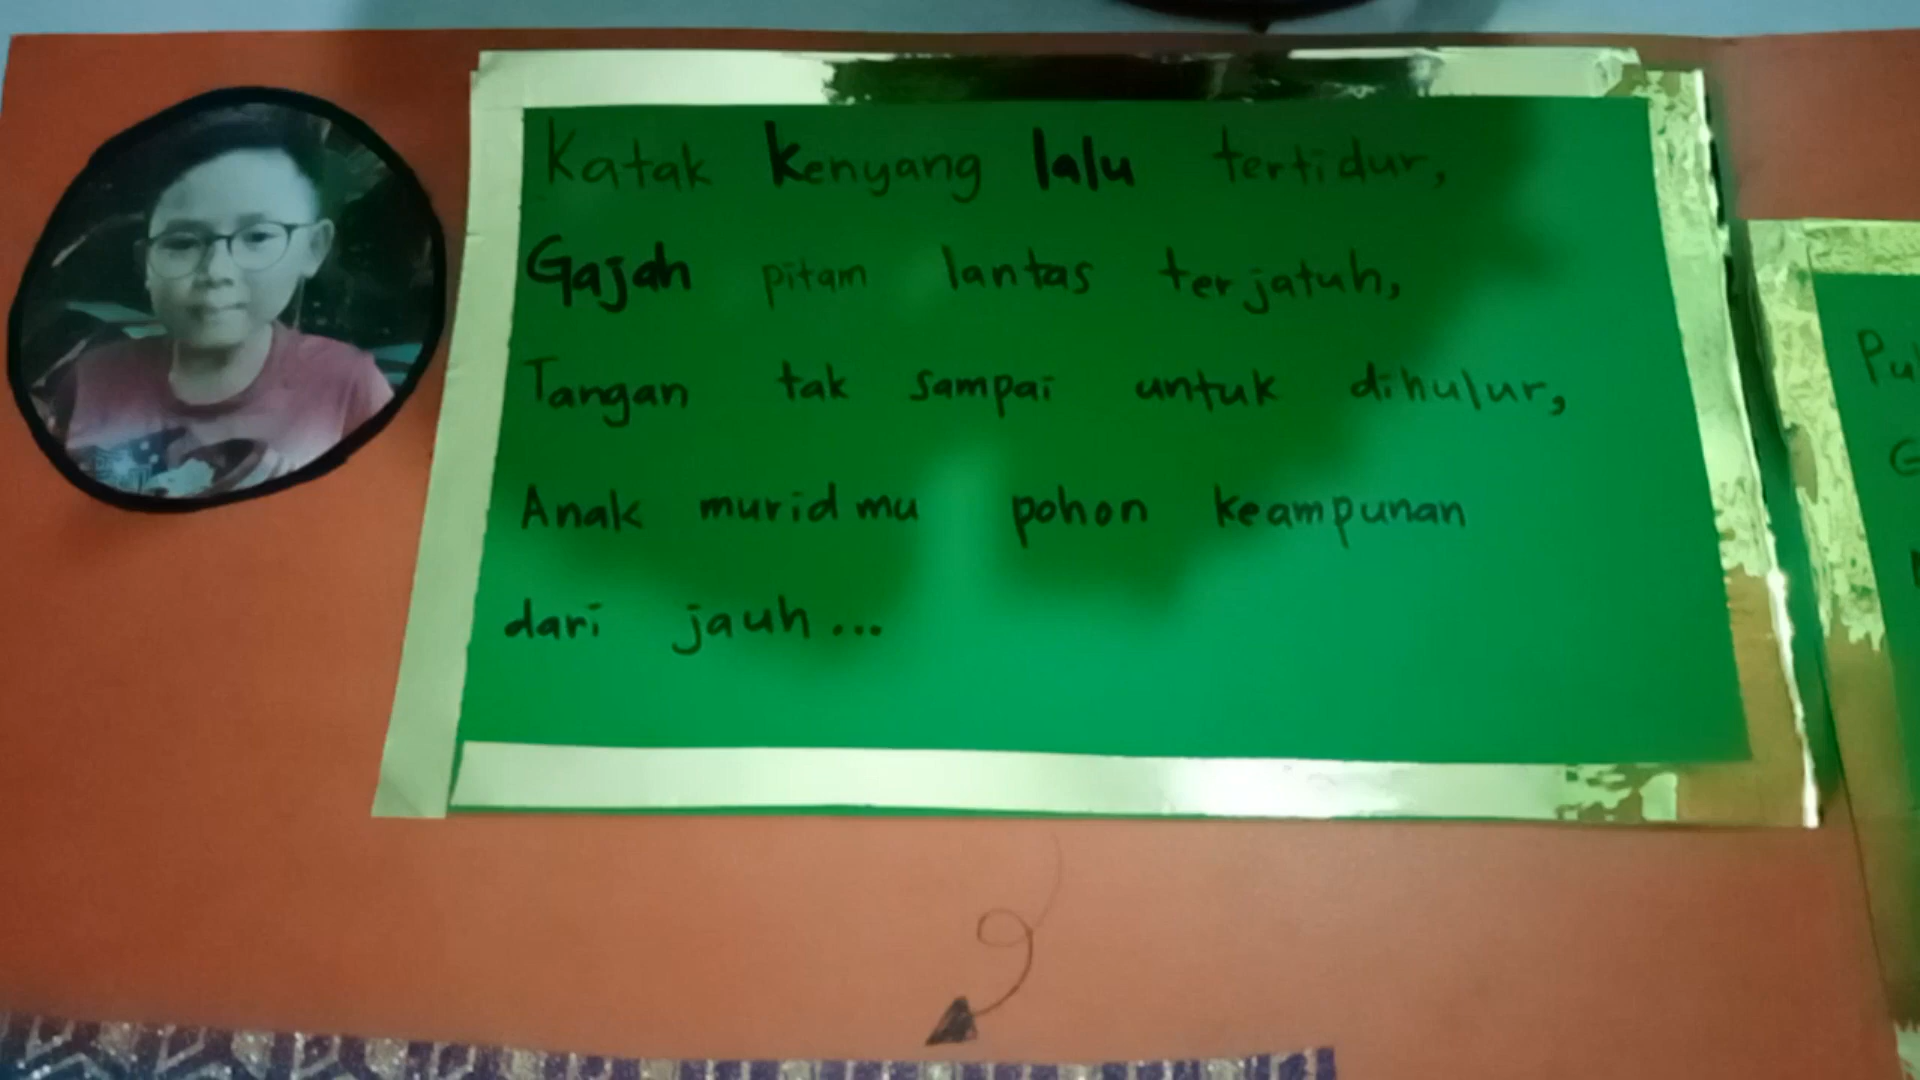 Katak kenyang lalu tertidur,
Gajah pitam lantas terjatuh,
Tangan tak sampai untuk dihulur,
Anak muridmu pohon keampunan
dari jauh...